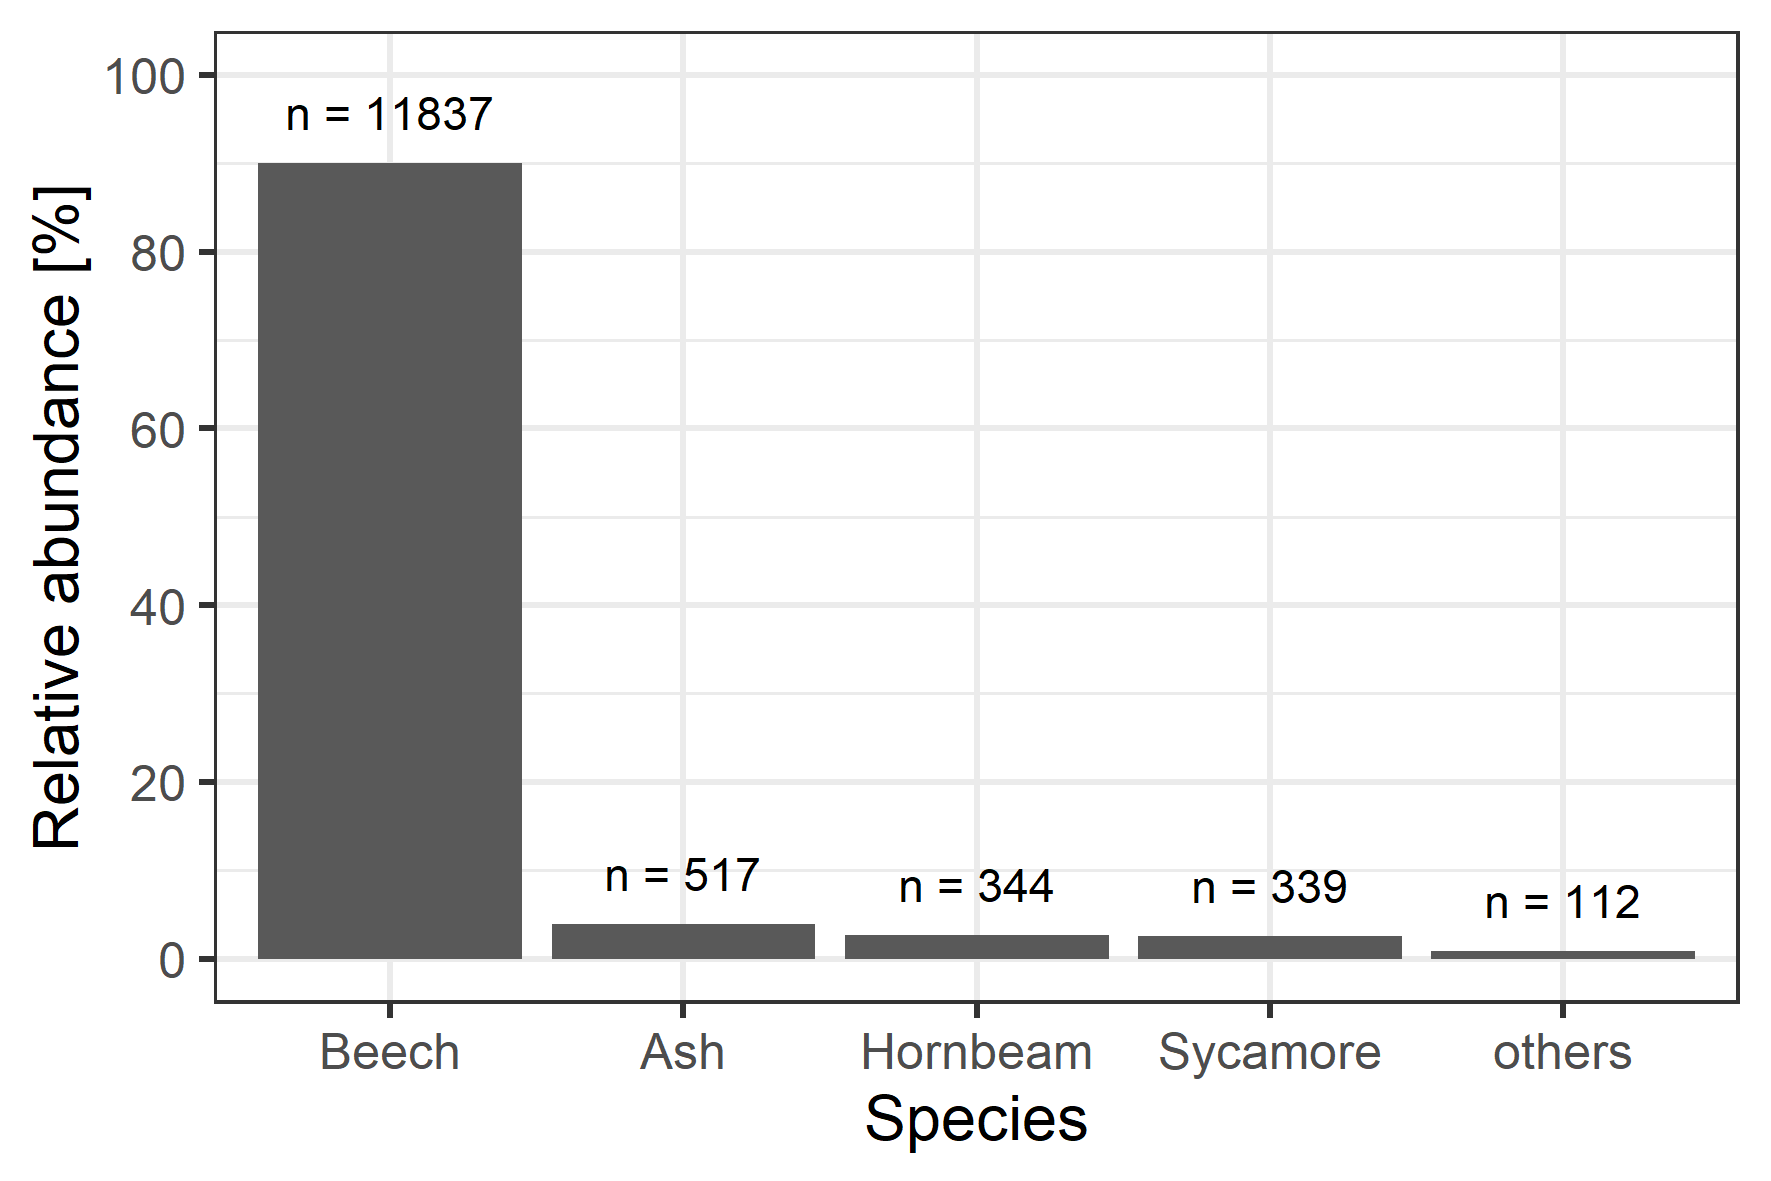 Relative abundance [%]
100
80
60
40
20
0
n = 11837
n = 517
n = 344
n = 339
n = 112
Beech
Ash
Hornbeam
Sycamore
others
Species